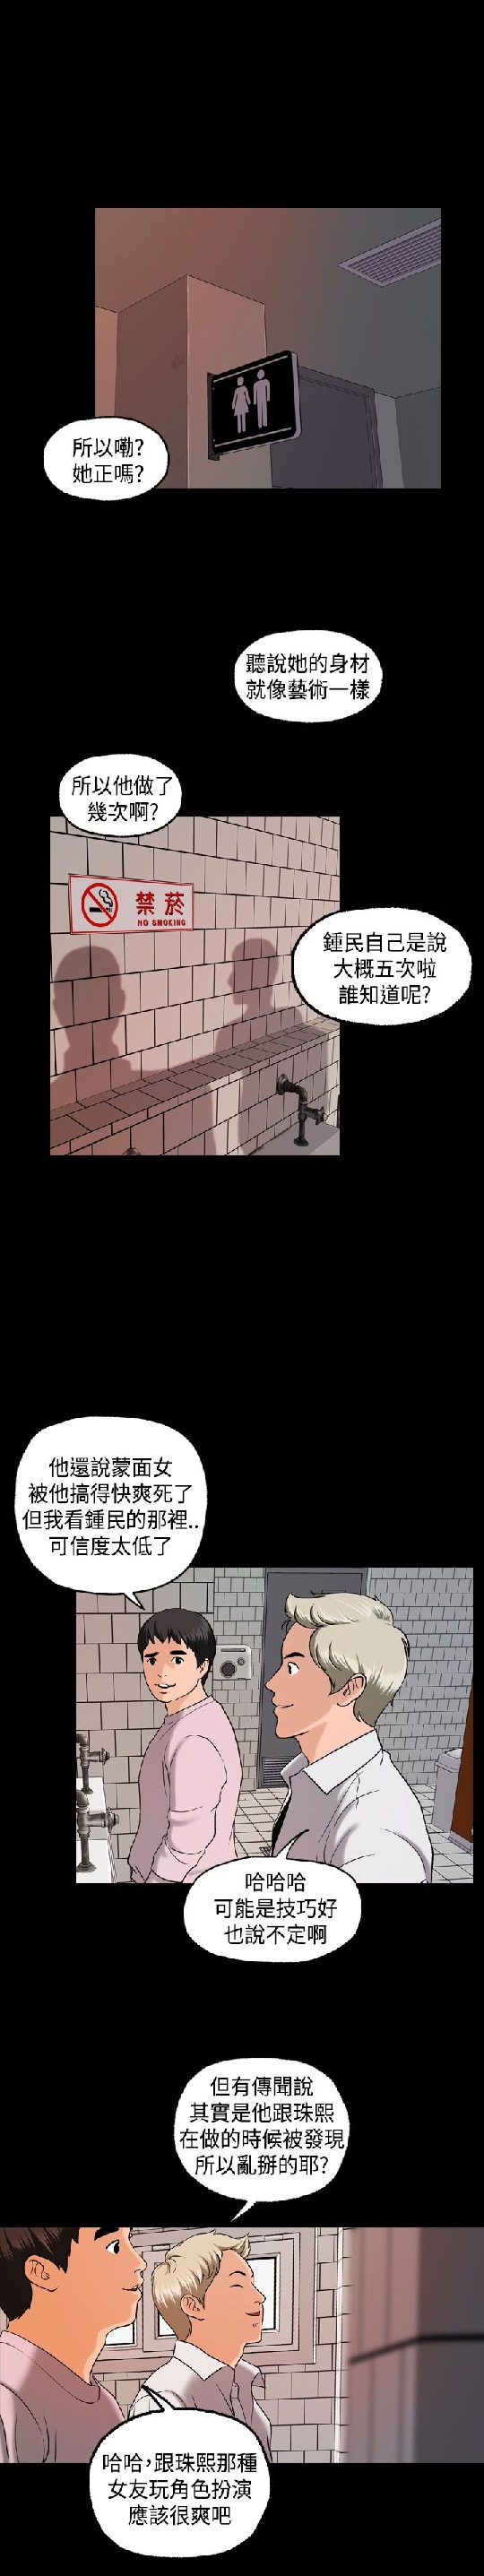 所以嘞?
她正嗎?
聽說她的身材
就像藝術一樣
所以他做了
幾次啊?
禁菸
NO SMOKING
鍾民自己是說
大概五次啦
誰知道呢?
他還說蒙面女
被他搞得快爽死了
但我看鍾民的那裡..
可信度太低了
哈哈哈
可能是技巧好
也說不定啊
但有傳聞說
其實是他跟珠熙
在做的時候被發現
所以亂掰的耶?
哈哈，跟珠熙那種
女友玩角色扮演
應該很爽吧